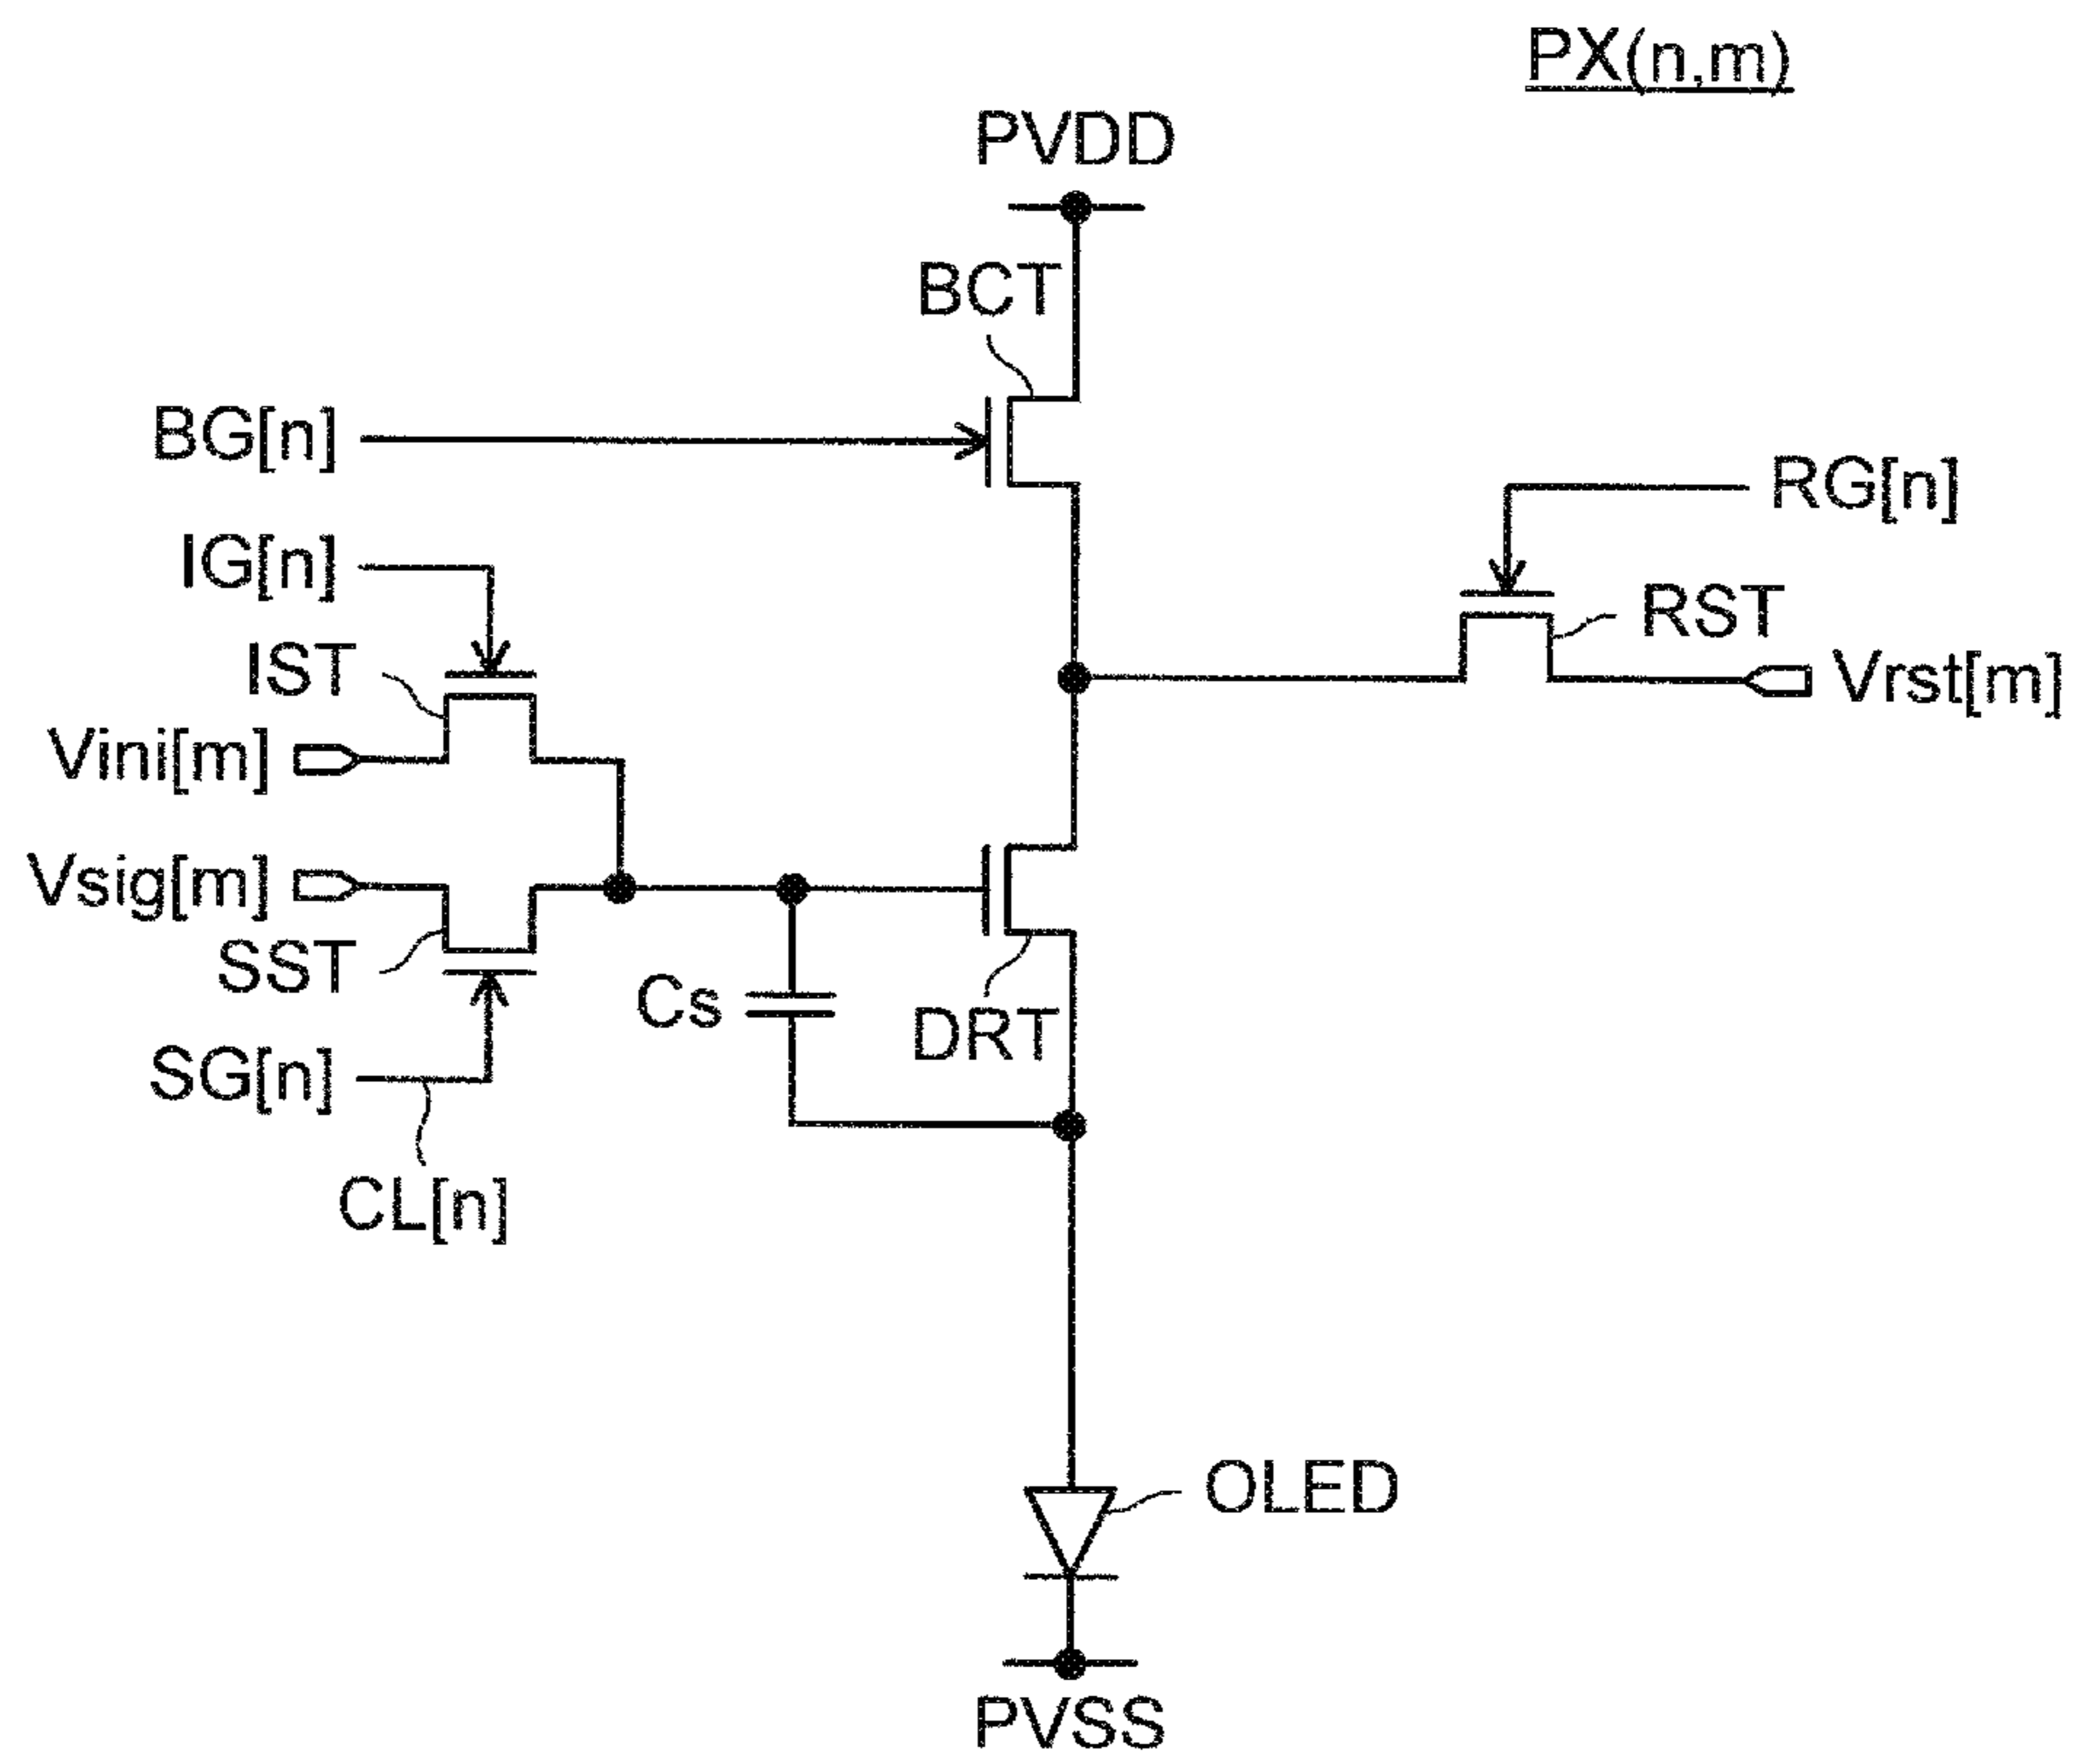 PX(n,m)
PVDD
BCT
BG[n]
RG[n]
IG[n]
RST
IST
Vrst[m]
Vini[m]
Vsig[m]
SST
Cs
DRT
SG[n]
CL[n]
OLED
PVSS